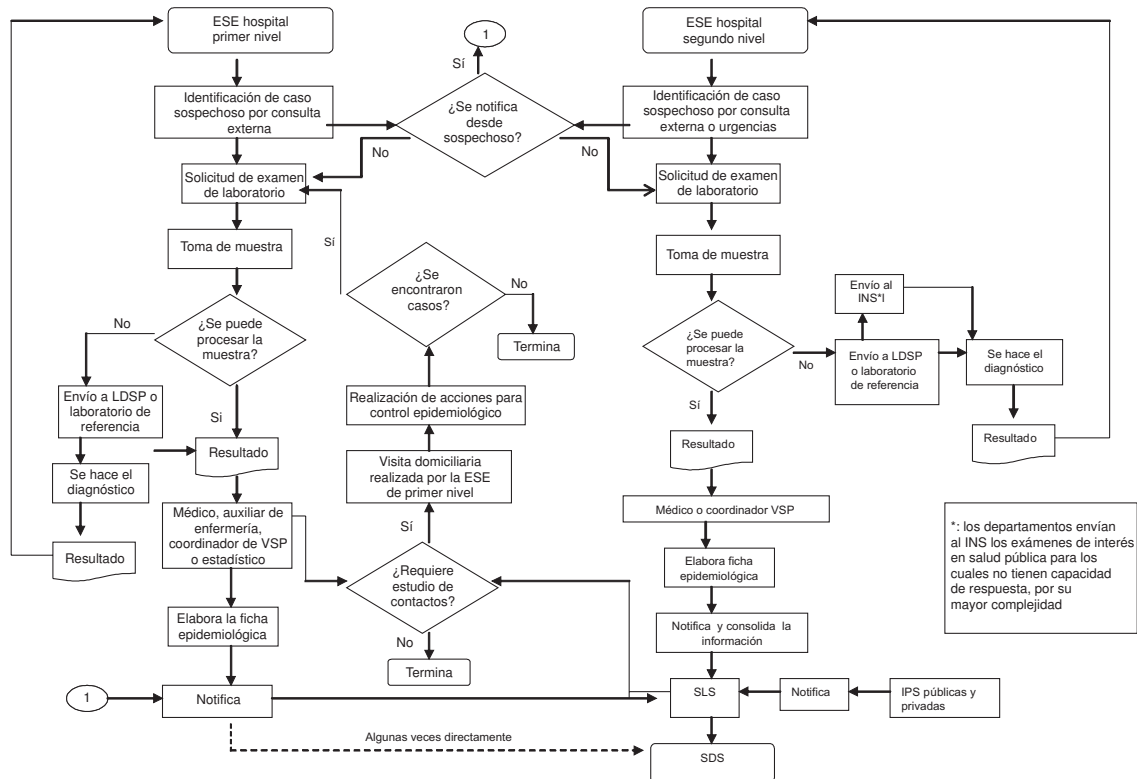 ESE hospital
primer nivel
1
ESE hospital
segundo nivel
Sí
Identificación de caso
sospechoso por consulta
externa
¿Se notifica
desde
sospechoso?
Identificación de caso
sospechoso por consulta
externa o urgencias
No
No
Solicitud de examen
de laboratorio
Solicitud de examen
de laboratorio
Toma de muestra
Sí
¿Se
encontraron
casos?
No
Termina
Toma de muestra
Envío al
INS*I
No
¿Se puede
procesar la
muestra?
Si
¿Se puede
procesar la
muestra?
No
Sí
Envío a LDSP
o laboratorio
de referencia
Se hace el
diagnóstico
Resultado
Envío a LDSP o
laboratorio de
referencia
Resultado
Se hace el
diagnóstico
Resultado
Realización de acciones para
control epidemiológico
Visita domiciliaria
realizada por la ESE
de primer nivel
Sí
Resultado
Médico, auxiliar de
enfermería,
coordinador de VSP
o estadístico
¿Requiere
estudio de
contactos?
No
Termina
Médico o coordinador VSP
Elabora ficha
epidemiológica
Notifica y consolida la
información
*: los departamentos envían
al INS los exámenes de interés
en salud pública para los
cuales no tienen capacidad
de respuesta, por su
mayor complejidad
Elabora la ficha
epidemiológica
1
Notifica
SLS
Notifica
IPS públicas y
privadas
Algunas veces directamente
SDS